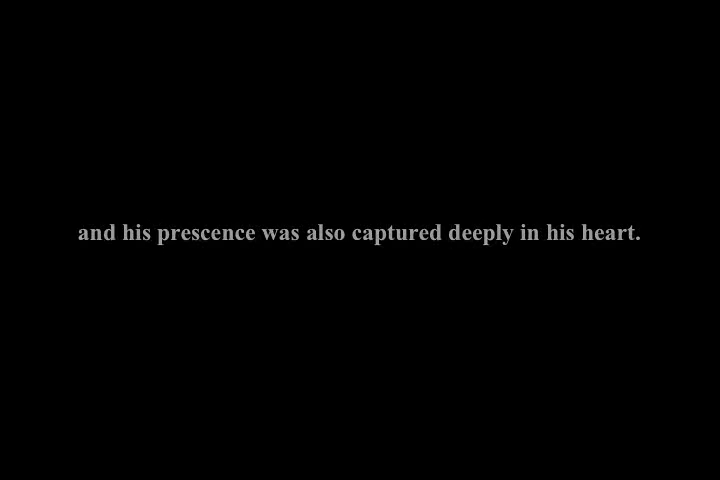 and his prescence was also captured deeply in his heart.